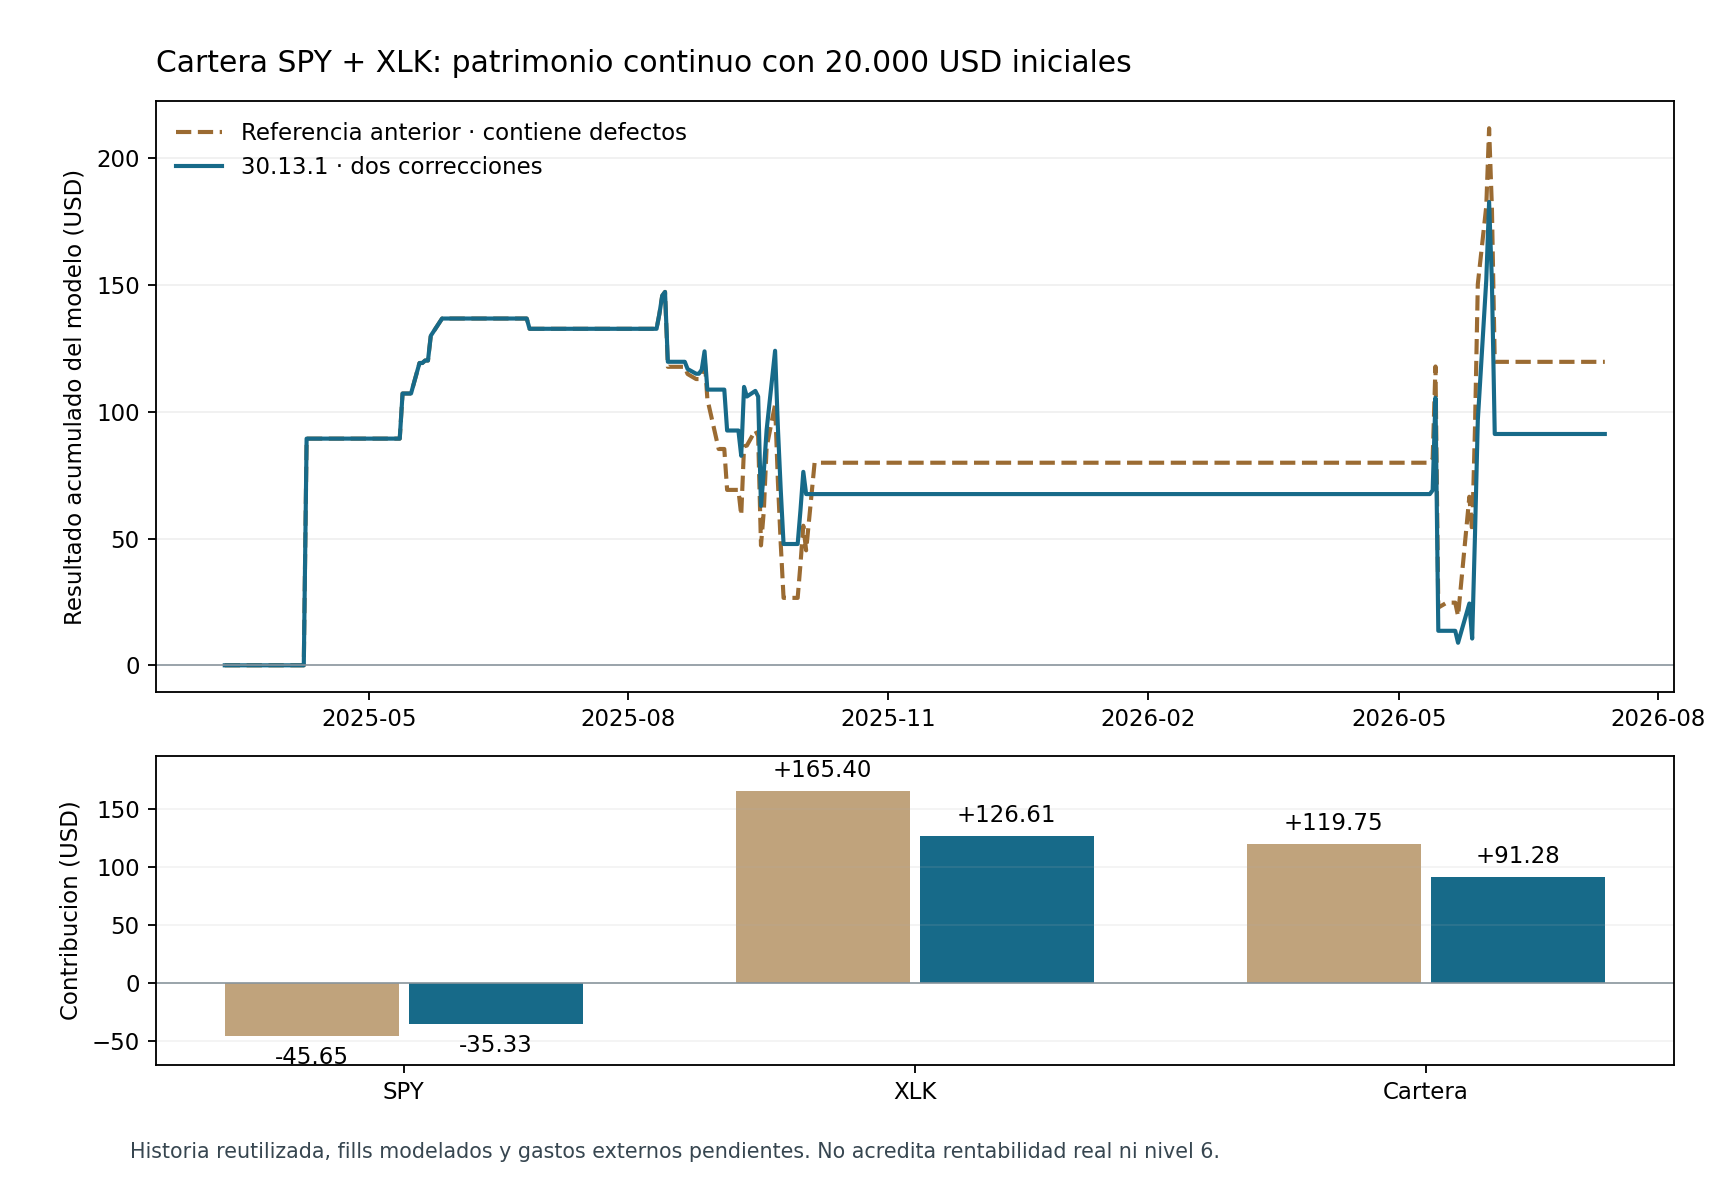 Cartera SPY + XLK: patrimonio continuo con 20.000 USD iniciales
Referencia anterior · contiene defectos
30.13.1 · dos correcciones
Resultado acumulado del modelo (USD)
200
150
100
50
0
2025-05
2025-08
2025-11
2026-02
2026-05
2026-08
Contribucion (USD)
150
100
50
0
−50
+165.40
+126.61
+119.75
+91.28
-45.65
-35.33
SPY
XLK
Cartera
Historia reutilizada, fills modelados y gastos externos pendientes. No acredita rentabilidad real ni nivel 6.